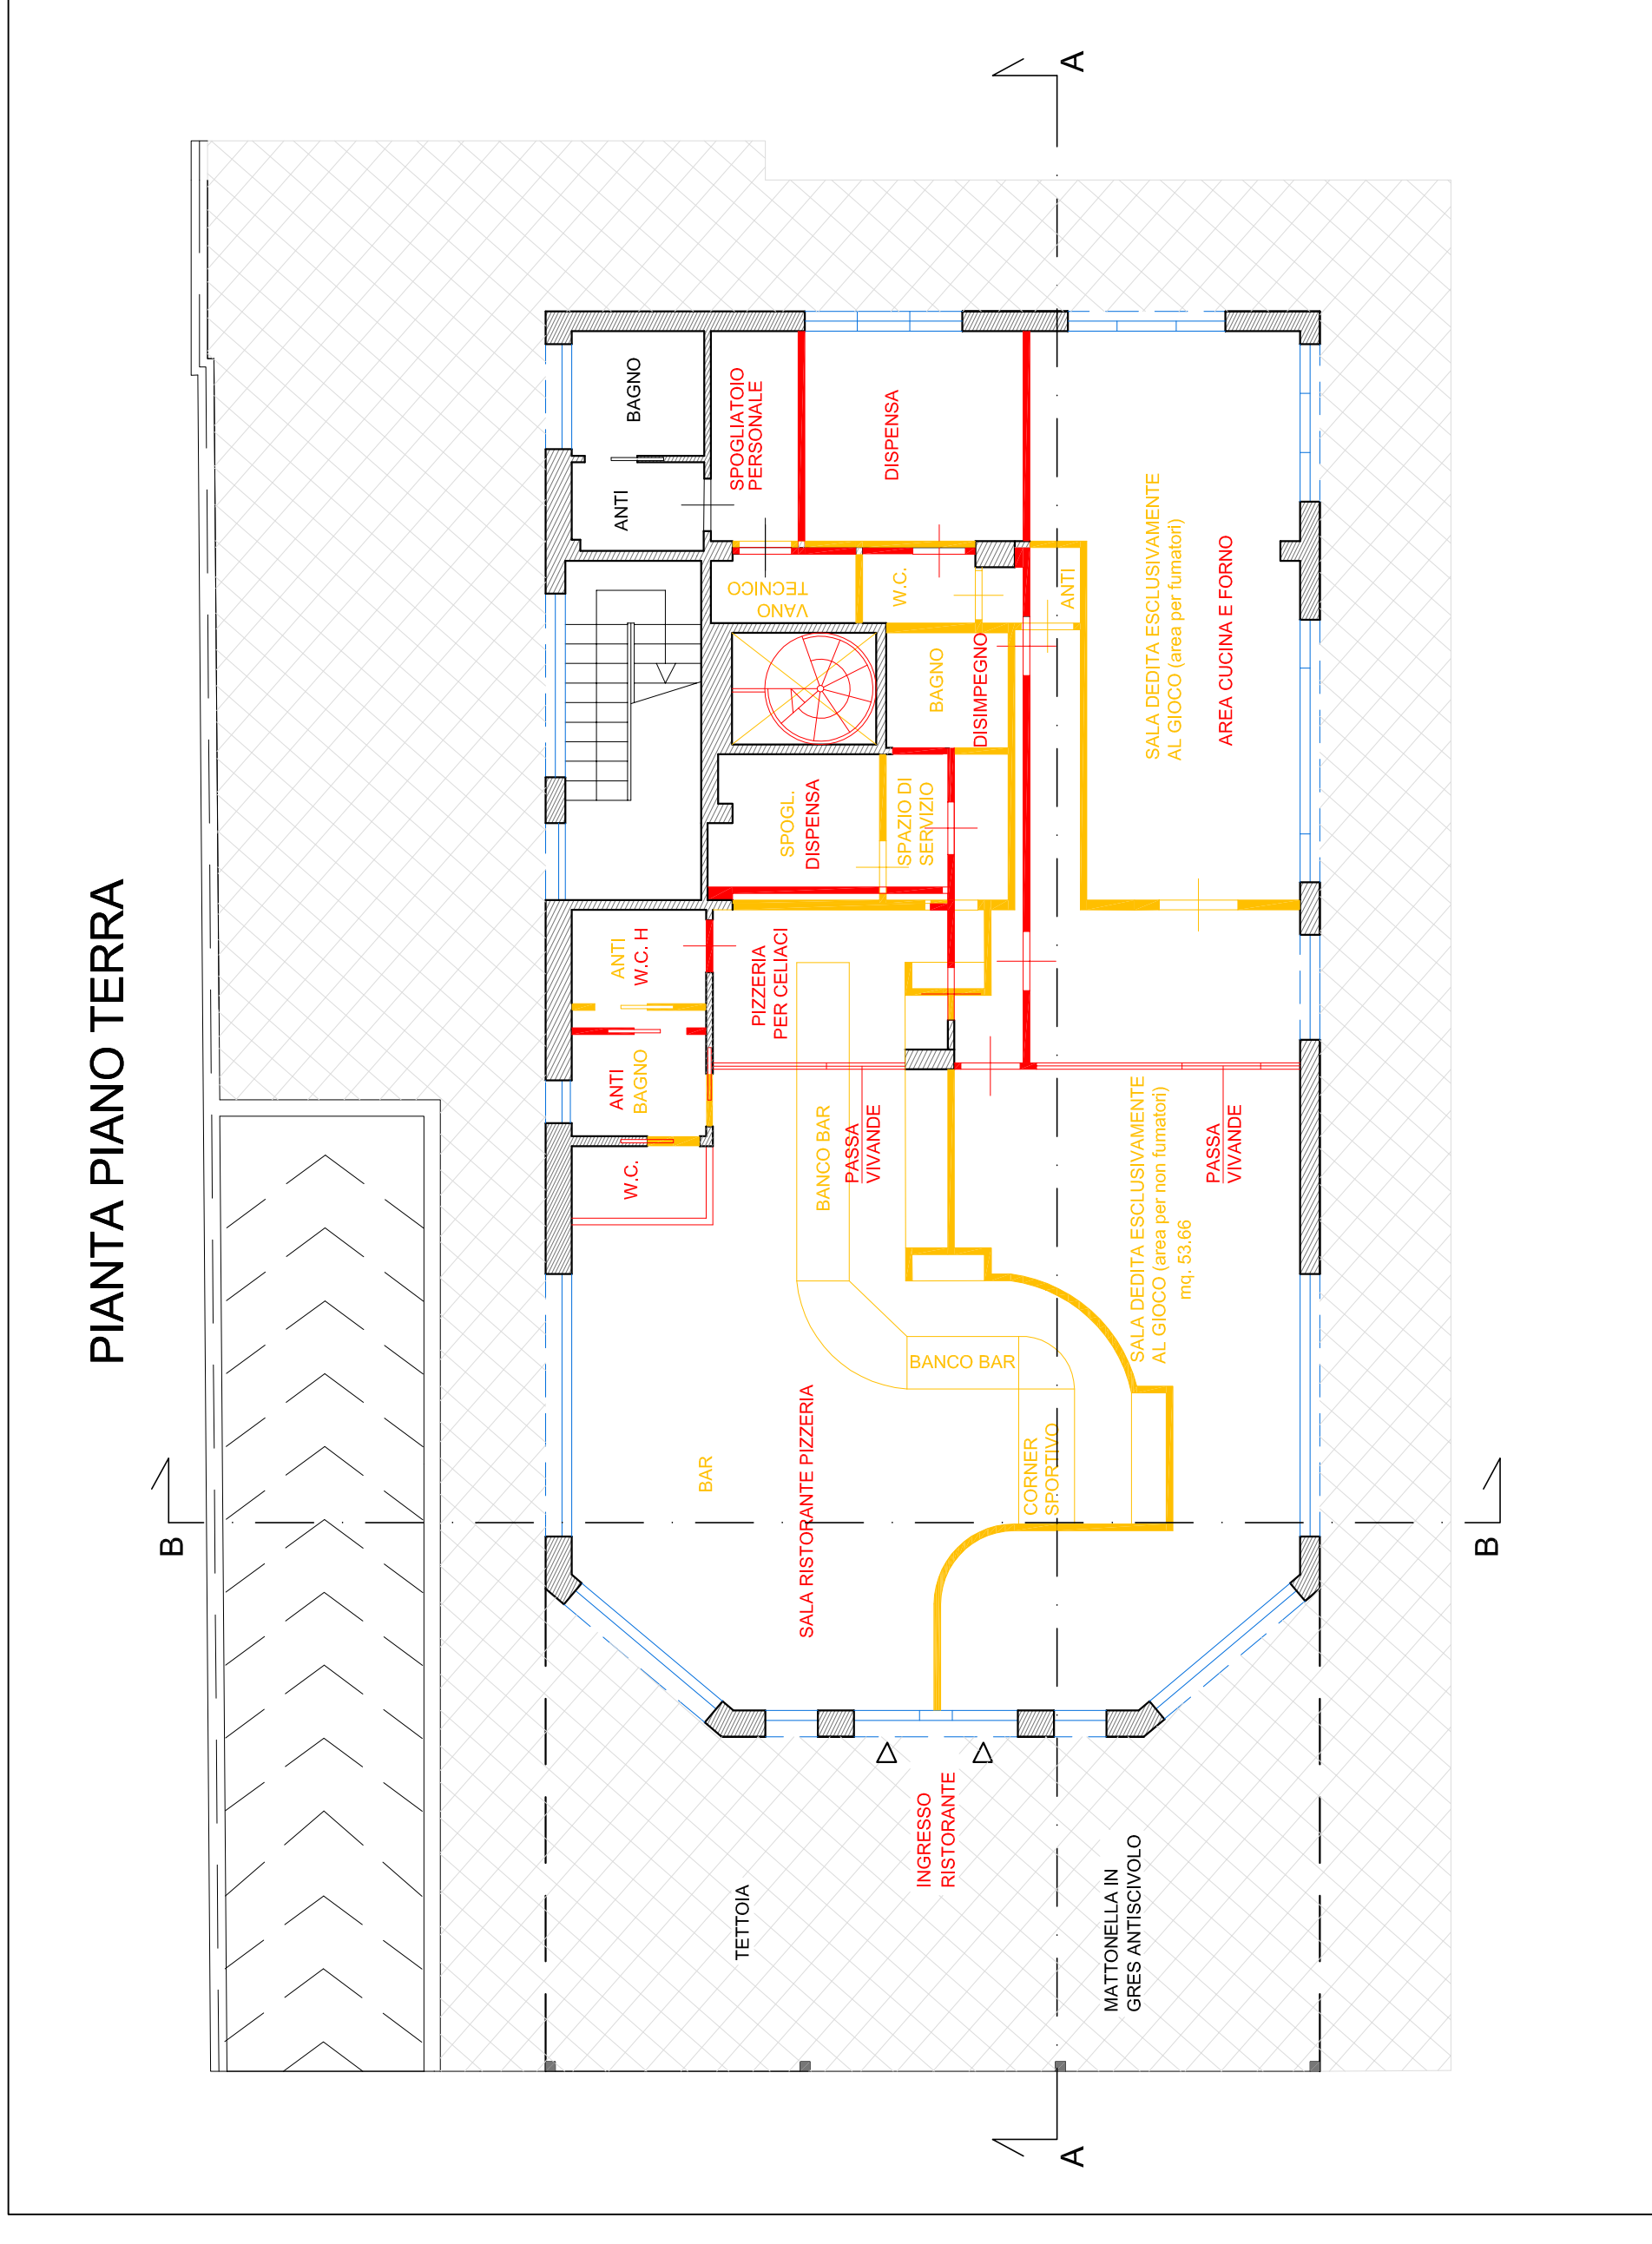 PIANTA PIANO TERRA
B
B
A
A
BAGNO
ANTI
SPOGLIATOIO
PERSONALE
DISPENSA
VANO
TECNICO
W.C.
ANTI
BAGNO
DISIMPEGNO
SALA DEDITA ESCLUSIVAMENTE
AL GIOCO (area per fumatori)
AREA CUCINA E FORNO
SPOGL.
DISPENSA
SPAZIO DI
SERVIZIO
ANTI
W.C. H
PIZZERIA
PER CELIACI
ANTI
BAGNO
W.C.
BANCO BAR
PASSA
VIVANDE
PASSA
VIVANDE
SALA DEDITA ESCLUSIVAMENTE
AL GIOCO (area per non fumatori)
mq. 53.66
BANCO BAR
BAR
SALA RISTORANTE PIZZERIA
CORNER
SPORTIVO
INGRESSO
RISTORANTE
TETTOIA
MATTONELLA IN
GRES ANTISCIVOLO